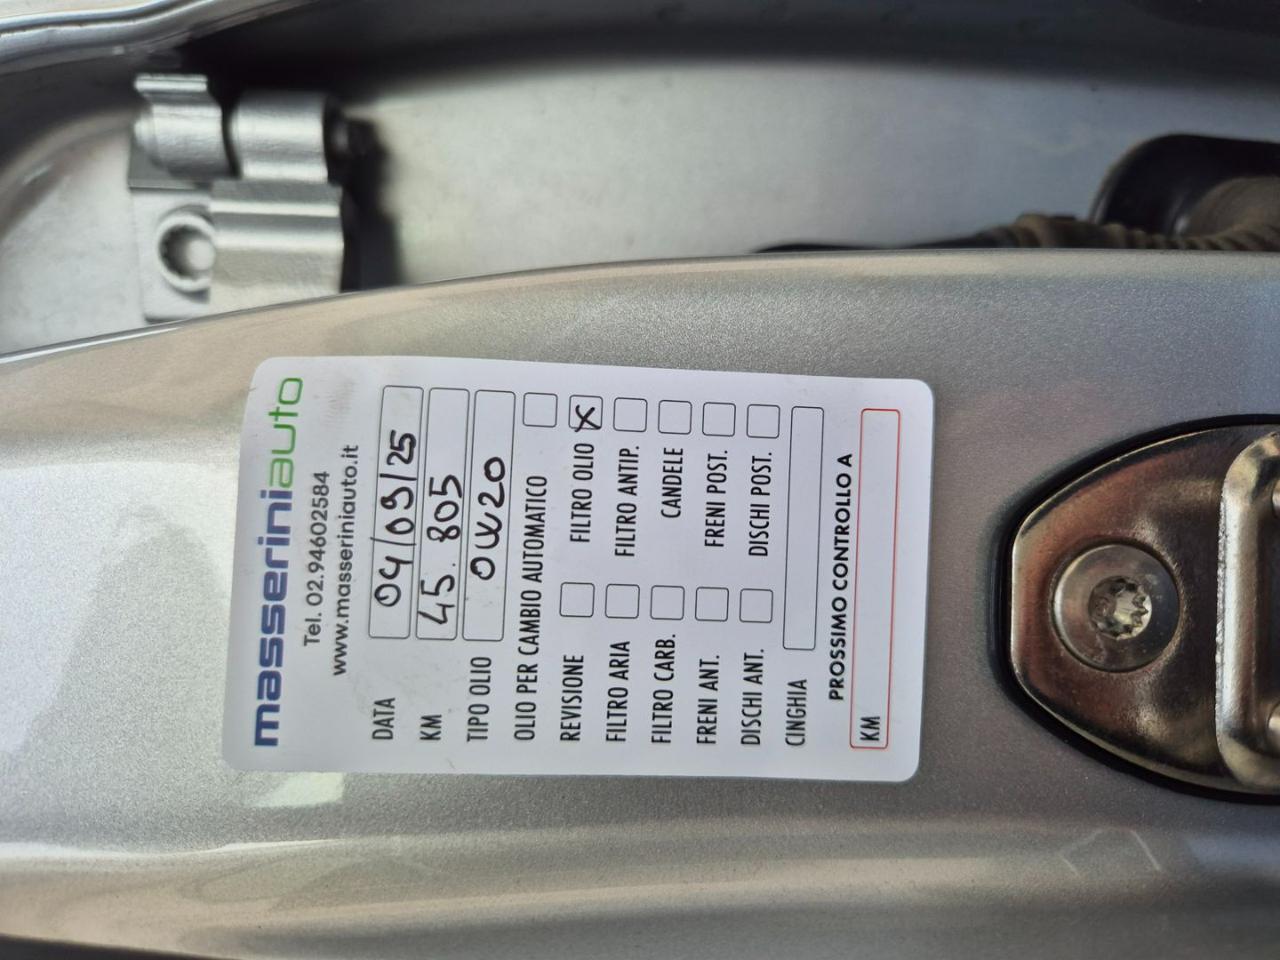 masseriniauto
Tel. 02.94602584
www.masseriniauto.it
DATA 04/09/25
KM 45.805
TIPO OLIO 0W20
OLIO PER CAMBIO AUTOMATICO
REVISIONE FILTRO OLIO X
FILTRO ARIA FILTRO ANTIP.
FILTRO CARB. CANDELE
FRENI ANT. FRENI POST.
DISCHI ANT. DISCHI POST.
CINGHIA
PROSSIMO CONTROLLO A
KM